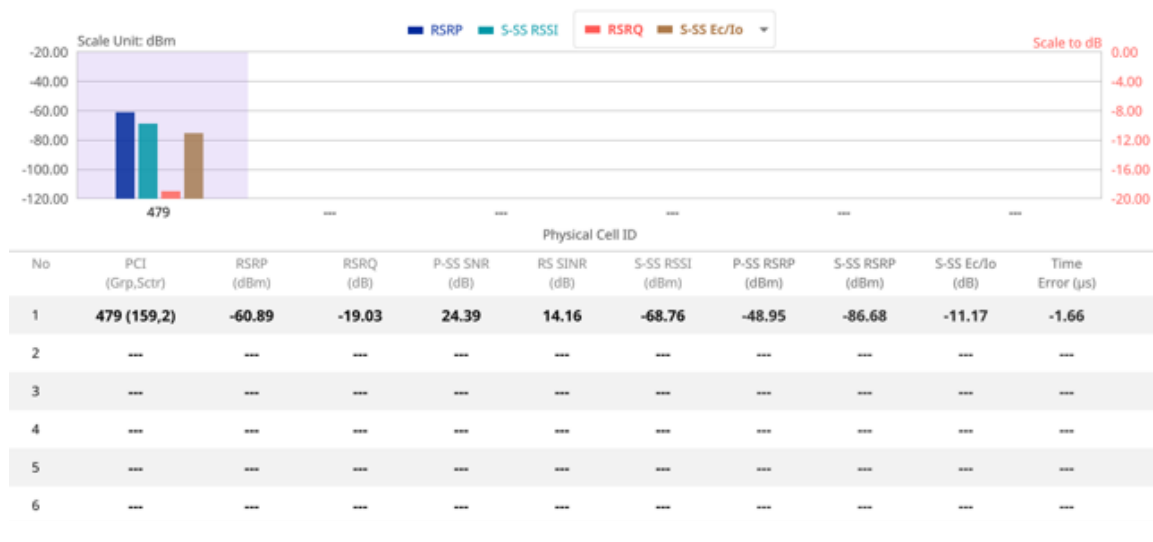 RSRP S-SS RSSI RSRQ S-SS Ec/Io
Scale Unit: dBm Scale to dB
-20.00 0.00
-40.00 -4.00
-60.00 -8.00
-80.00 -12.00
-100.00 -16.00
-120.00 -20.00
479 --- --- --- --- ---
Physical Cell ID
No PCI RSRP RSRQ P-SS SNR RS SINR S-SS RSSI P-SS RSRP S-SS RSRP S-SS Ec/Io Time
(Grp,Sctr) (dBm) (dB) (dB) (dB) (dBm) (dBm) (dBm) (dB) Error (µs)
1 479 (159,2) -60.89 -19.03 24.39 14.16 -68.76 -48.95 -86.68 -11.17 -1.66
2 --- --- --- --- --- --- --- --- --- ---
3 --- --- --- --- --- --- --- --- --- ---
4 --- --- --- --- --- --- --- --- --- ---
5 --- --- --- --- --- --- --- --- --- ---
6 --- --- --- --- --- --- --- --- --- ---